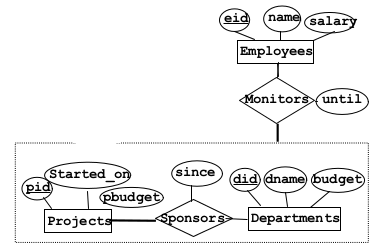 eid name salary
Employees
Monitors until
since
Started_on
pid
pbudget
did dname budget
Projects Sponsors Departments